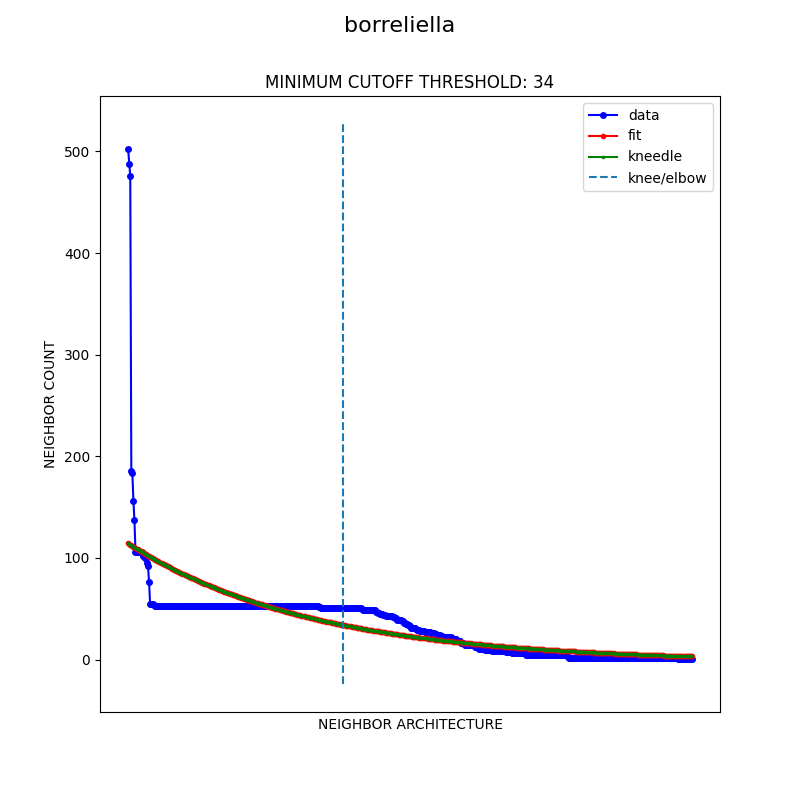 borreliella
MINIMUM CUTOFF THRESHOLD: 34
data
fit
kneedle
knee/elbow
500
400
300
200
100
0
NEIGHBOR COUNT
NEIGHBOR ARCHITECTURE